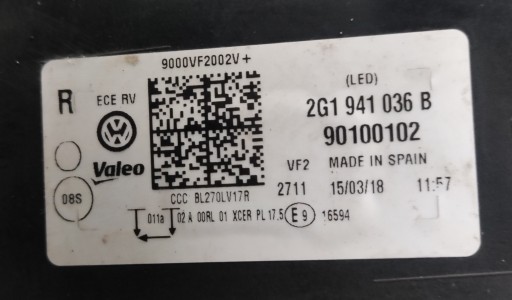 9000VF2002V+
R
ECE RV
(LED)
2G1 941 036 B
90100102
Valeo
VF2 MADE IN SPAIN
08S
CCC BL270LV17R
2711 15/03/18 11:57
011a 02 A 00RL 01 XCER PL 17.5 E9 16594